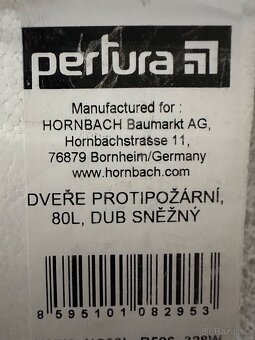 pertura
Manufactured for :
HORNBACH Baumarkt AG,
Hornbachstrasse 11,
76879 Bornheim/Germany
www.hornbach.com
DVEŘE PROTIPOŽÁRNÍ,
80L, DUB SNĚŽNÝ
8 595101 082953